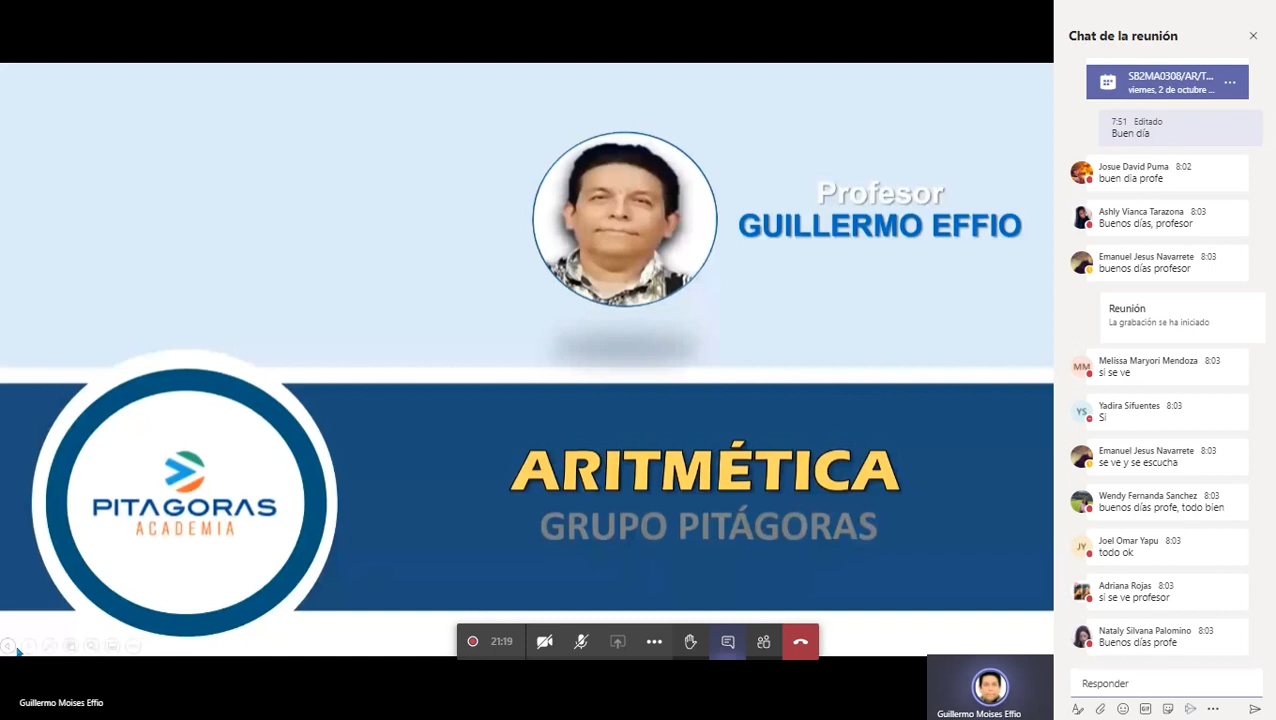 Profesor
GUILLERMO EFFIO
PITAGORAS
ACADEMIA
ARITMÉTICA
GRUPO PITÁGORAS
21:19
Guillermo Moises Effio
Guillermo Moises Effio
Chat de la reunión
SB2MA0308/AR/T...
viernes, 2 de octubre ...
7:51 Editado
Buen día
Josue David Puma 8:02
buen dia profe
Ashly Vianca Tarazona 8:03
Buenos días, profesor
Emanuel Jesus Navarrete 8:03
buenos días profesor
Reunión
La grabación se ha iniciado
MM
Melissa Maryori Mendoza 8:03
si se ve
YS
Yadira Sifuentes 8:03
Si
Emanuel Jesus Navarrete 8:03
se ve y se escucha
Wendy Fernanda Sanchez 8:03
buenos días profe, todo bien
JY
Joel Omar Yapu 8:03
todo ok
Adriana Rojas 8:03
si se ve profesor
Nataly Silvana Palomino 8:03
Buenos días profe
Responder
GIF